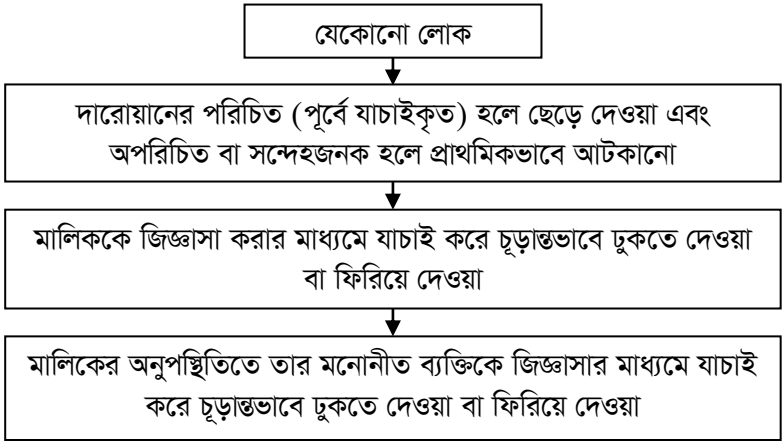 যেকোনো লোক
দারোয়ানের পরিচিত (পূর্বে যাচাইকৃত) হলে ছেড়ে দেওয়া এবং
অপরিচিত বা সন্দেহজনক হলে প্রাথমিকভাবে আটকানো
মালিককে জিজ্ঞাসা করার মাধ্যমে যাচাই করে চূড়ান্তভাবে ঢুকতে দেওয়া
বা ফিরিয়ে দেওয়া
মালিকের অনুপস্থিতিতে তার মনোনীত ব্যক্তিকে জিজ্ঞাসার মাধ্যমে যাচাই
করে চূড়ান্তভাবে ঢুকতে দেওয়া বা ফিরিয়ে দেওয়া